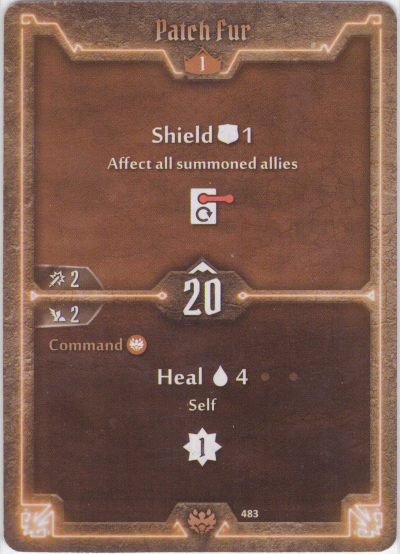 Patch Fur
1
Shield 1
Affect all summoned allies
2
20
2
Command
Heal 4
Self
1
483